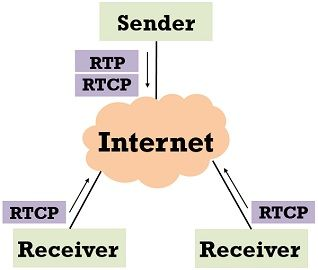 Sender
RTP
RTCP
Internet
RTCP
RTCP
Receiver
Receiver